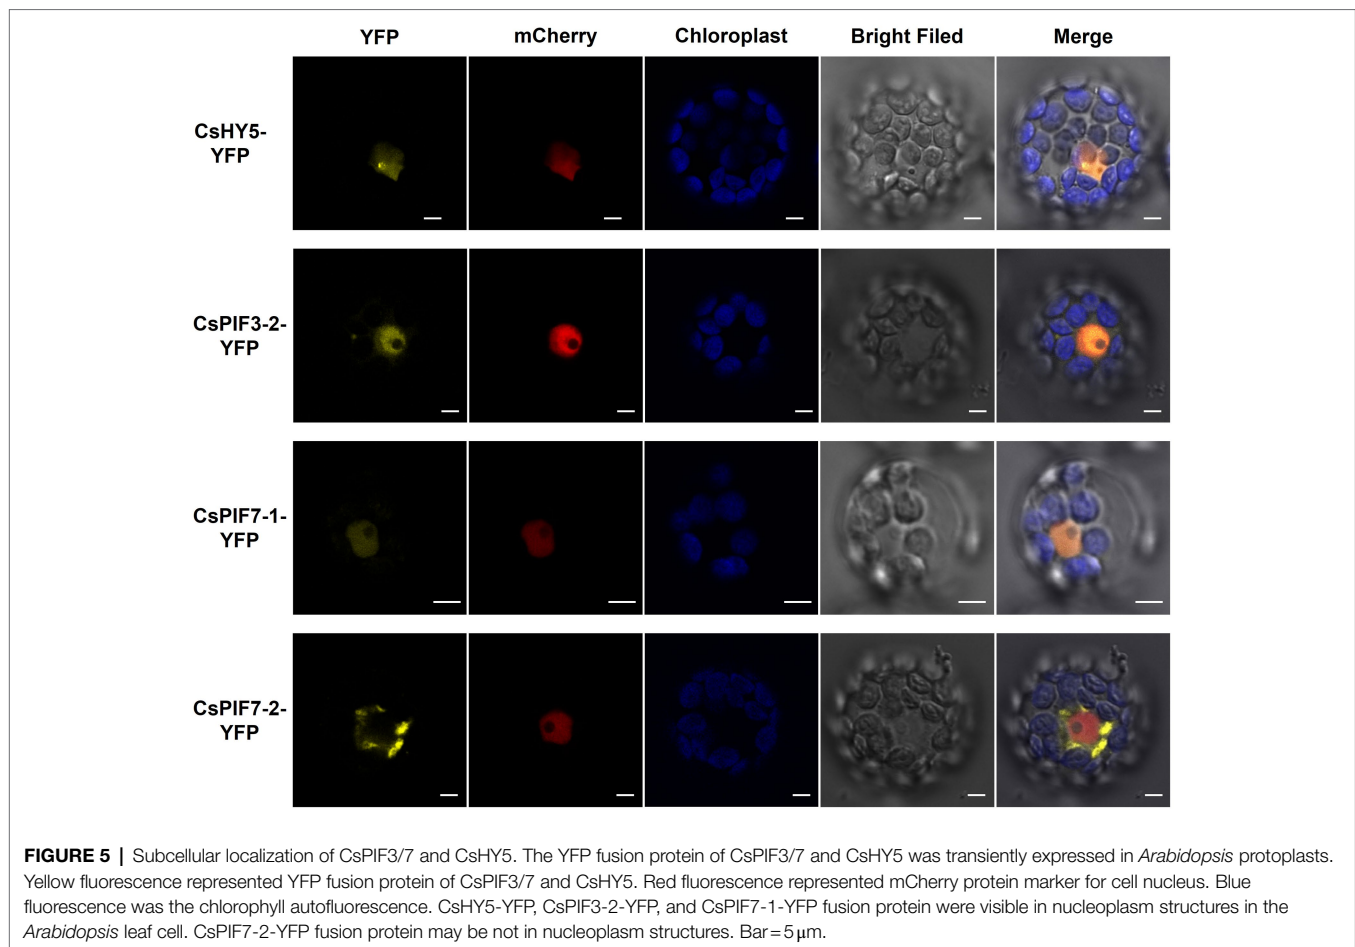 YFP mCherry Chloroplast Bright Filed Merge
CsHY5-
YFP
CsPIF3-2-
YFP
CsPIF7-1-
YFP
CsPIF7-2-
YFP
FIGURE 5 | Subcellular localization of CsPIF3/7 and CsHY5. The YFP fusion protein of CsPIF3/7 and CsHY5 was transiently expressed in Arabidopsis protoplasts.
Yellow fluorescence represented YFP fusion protein of CsPIF3/7 and CsHY5. Red fluorescence represented mCherry protein marker for cell nucleus. Blue
fluorescence was the chlorophyll autofluorescence. CsHY5-YFP, CsPIF3-2-YFP, and CsPIF7-1-YFP fusion protein were visible in nucleoplasm structures in the
Arabidopsis leaf cell. CsPIF7-2-YFP fusion protein may be not in nucleoplasm structures. Bar=5μm.